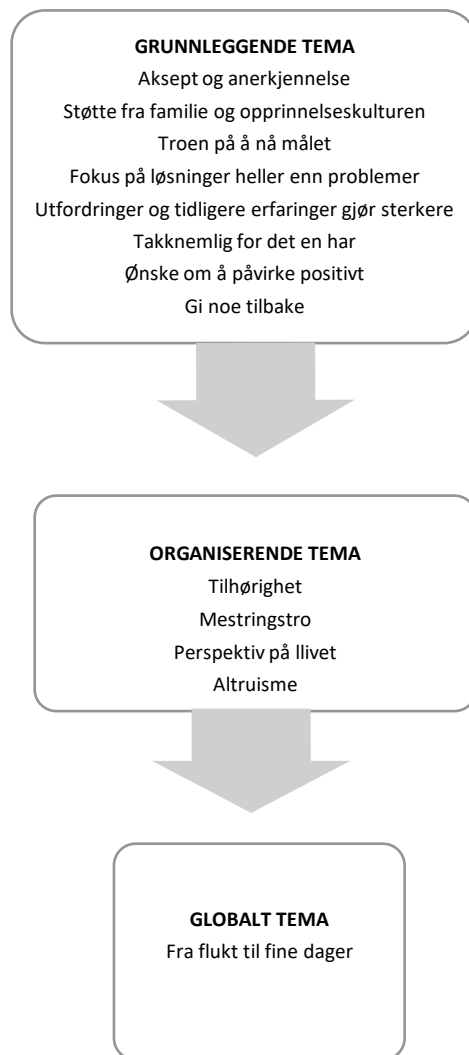 GRUNNLEGGENDE TEMA
Aksept og anerkjennelse
Støtte fra familie og opprinnelseskulturen
Troen på å nå målet
Fokus på løsninger heller enn problemer
Utfordringer og tidligere erfaringer gjør sterkere
Takknemlig for det en har
Ønske om å påvirke positivt
Gi noe tilbake
ORGANISERENDE TEMA
Tilhørighet
Mestringstro
Perspektiv på llivet
Altruisme
GLOBALT TEMA
Fra flukt til fine dager